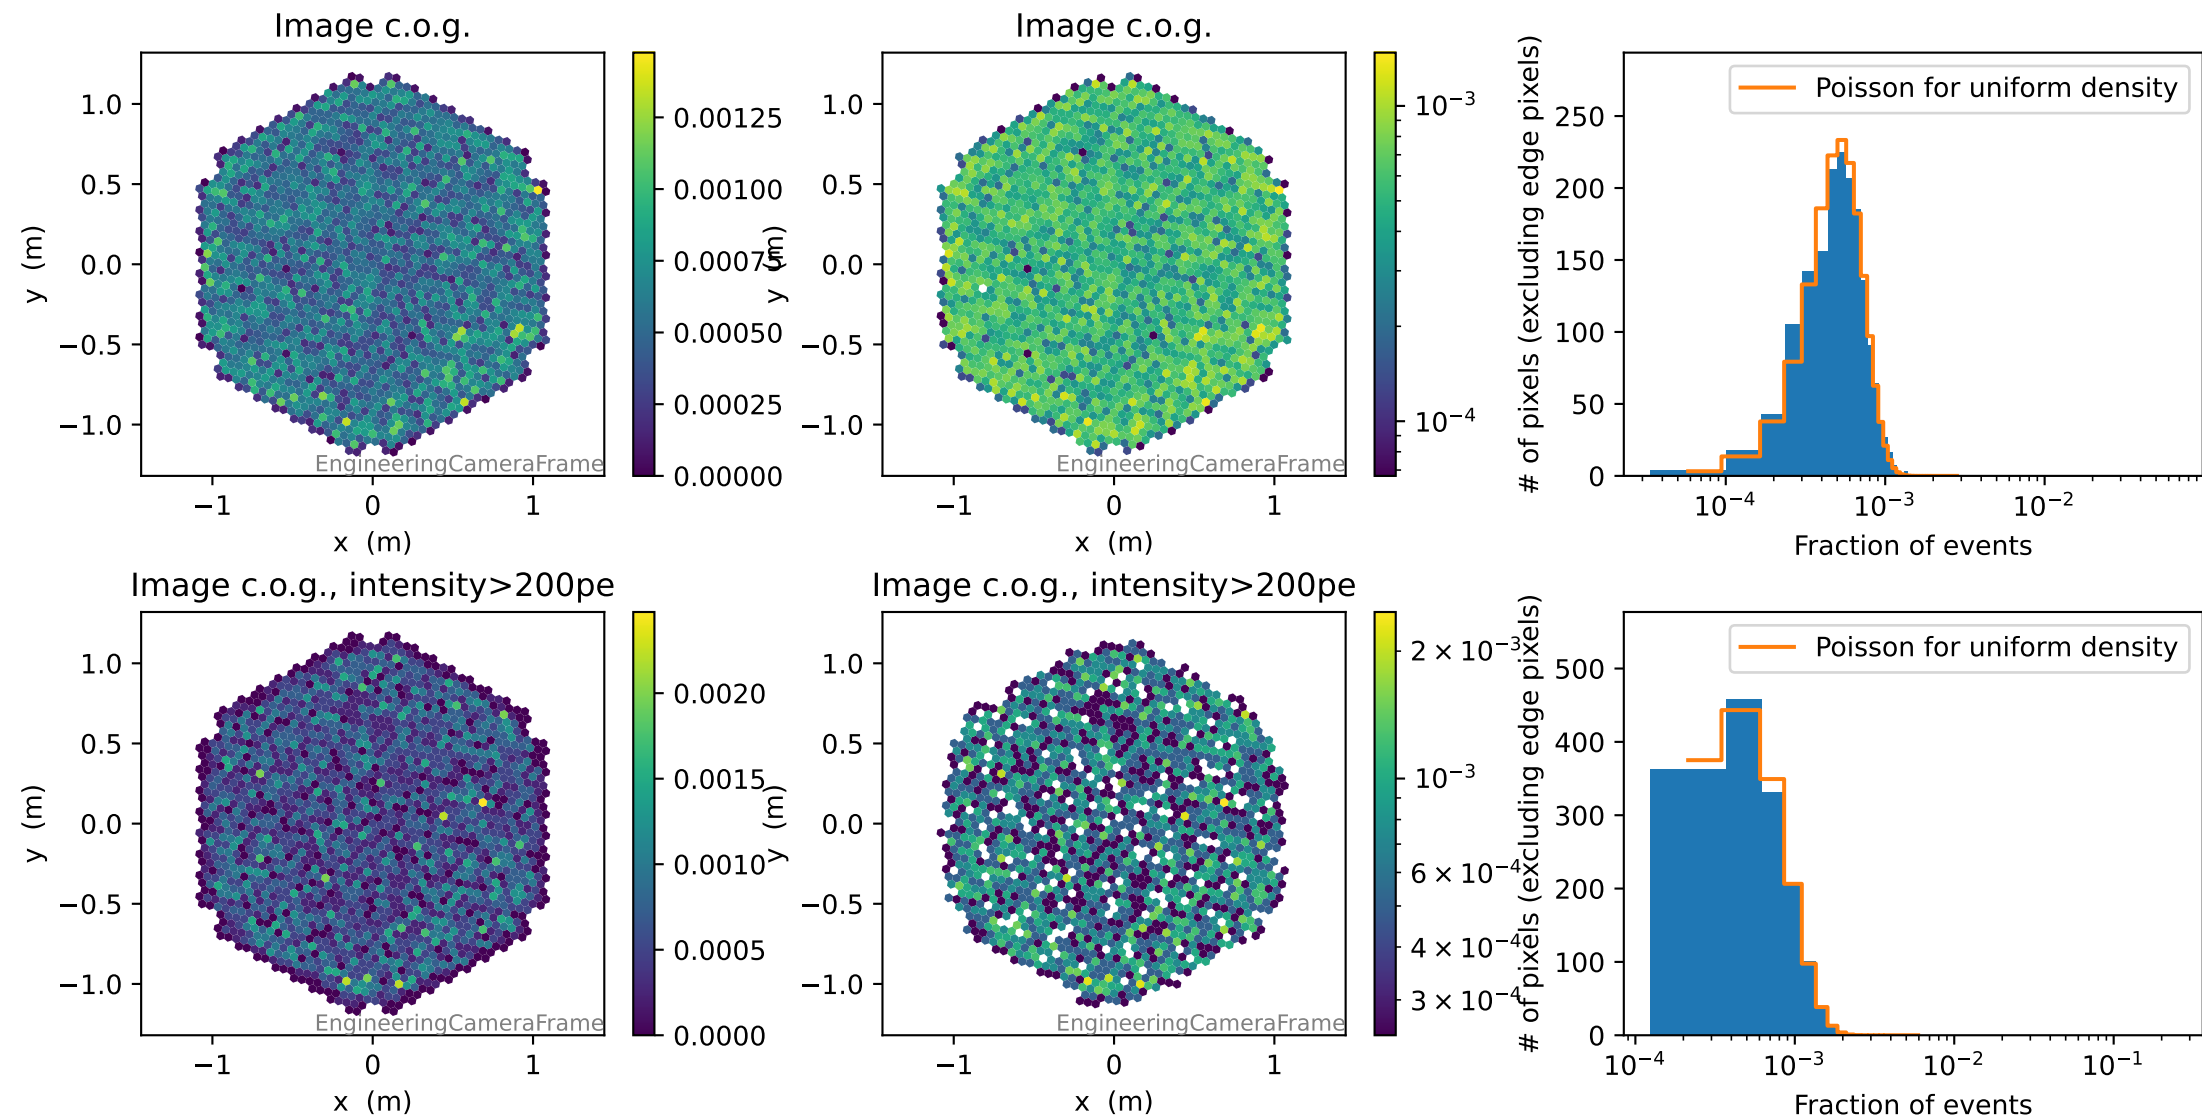 Image c.o.g.
1.0
0.5
0.0
−0.5
−1.0
y (m)
−1
0
1
x (m)
EngineeringCameraFrame
0.00125
0.00100
0.00075
0.00050
0.00025
0.00000
Image c.o.g.
1.0
0.5
0.0
−0.5
−1.0
y (m)
−1
0
1
x (m)
EngineeringCameraFrame
10⁻³
10⁻⁴
# of pixels (excluding edge pixels)
250
200
150
100
50
0
Poisson for uniform density
10⁻⁴
10⁻³
10⁻²
Fraction of events
Image c.o.g., intensity>200pe
1.0
0.5
0.0
−0.5
−1.0
y (m)
−1
0
1
x (m)
EngineeringCameraFrame
0.0020
0.0015
0.0010
0.0005
0.0000
Image c.o.g., intensity>200pe
1.0
0.5
0.0
−0.5
−1.0
y (m)
−1
0
1
x (m)
EngineeringCameraFrame
2 × 10⁻³
10⁻³
6 × 10⁻⁴
4 × 10⁻⁴
3 × 10⁻⁴
# of pixels (excluding edge pixels)
500
400
300
200
100
0
Poisson for uniform density
10⁻⁴
10⁻³
10⁻²
10⁻¹
Fraction of events